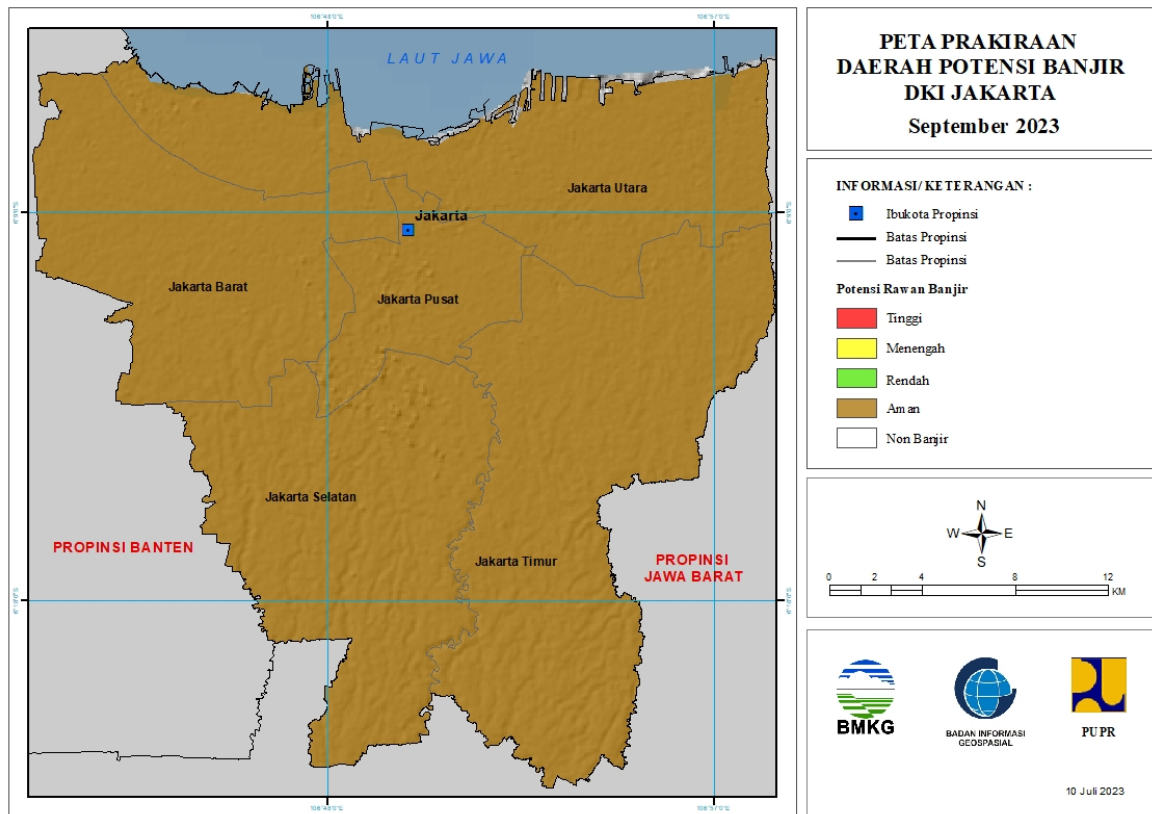 PETA PRAKIRAAN
DAERAH POTENSI BANJIR
DKI JAKARTA
September 2023
INFORMASI/ KETERANGAN :
Ibukota Propinsi
Batas Propinsi
Batas Propinsi
Potensi Rawan Banjir
Tinggi
Menengah
Rendah
Aman
Non Banjir
N
W
E
S
0 2 4 8 12
KM
BMKG
BADAN INFORMASI
GEOSPASIAL
PUPR
10 Juli 2023
LAUT JAWA
Jakarta Utara
Jakarta
Jakarta Barat
Jakarta Pusat
Jakarta Selatan
Jakarta Timur
PROPINSI BANTEN
PROPINSI
JAWA BARAT